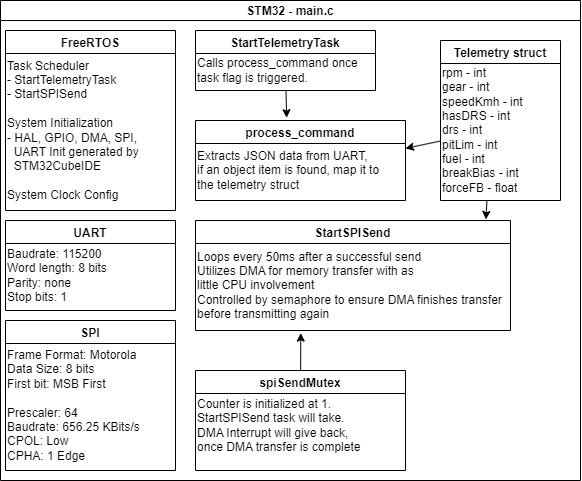 STM32 - main.c
FreeRTOS
Task Scheduler
- StartTelemetryTask
- StartSPISend
System Initialization
- HAL, GPIO, DMA, SPI,
UART Init generated by
STM32CubeIDE
System Clock Config
StartTelemetryTask
Calls process_command once
task flag is triggered.
Telemetry struct
rpm - int
gear - int
speedKmh - int
hasDRS - int
drs - int
pitLim - int
fuel - int
breakBias - int
forceFB - float
process_command
Extracts JSON data from UART,
if an object item is found, map it to
the telemetry struct
UART
Baudrate: 115200
Word length: 8 bits
Parity: none
Stop bits: 1
StartSPISend
Loops every 50ms after a successful send
Utilizes DMA for memory transfer with as
little CPU involvement
Controlled by semaphore to ensure DMA finishes transfer
before transmitting again
SPI
Frame Format: Motorola
Data Size: 8 bits
First bit: MSB First
Prescaler: 64
Baudrate: 656.25 KBits/s
CPOL: Low
CPHA: 1 Edge
spiSendMutex
Counter is initialized at 1.
StartSPISend task will take.
DMA Interrupt will give back,
once DMA transfer is complete